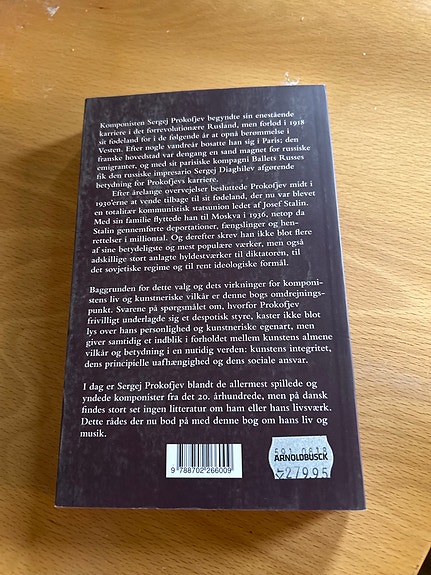 Komponisten Sergej Prokofjev begyndte sin enestående
karriere i det førrevolutionære Rusland, men forlod i 1918
sit fødeland for i de følgende år at opnå berømmelse i
Vesten. Efter nogle vandreår bosatte han sig i Paris; den
franske hovedstad var dengang en sand magnet for russiske
emigranter, og med sit parisiske kompagni Ballets Russes
fik den russiske impresario Sergej Diaghilev afgørende
betydning for Prokofjevs karriere.
Efter årelange overvejelser besluttede Prokofjev midt i
1930'erne at vende tilbage til sit fødeland, der nu var blevet
en totalitær kommunistisk statsunion ledet af Josef Stalin.
Med sin familie flyttede han til Moskva i 1936, netop da
Stalin gennemførte deportationer, fængslinger og hen-
rettelser i milliontal. Og derefter skrev han ikke blot flere
af sine betydeligste og mest populære værker, men også
adskillige stort anlagte hyldestværker til diktatoren, til
det sovjetiske regime og til rent ideologiske formål.
Baggrunden for dette valg og dets virkninger for komponi-
stens liv og kunstneriske vilkår er denne bogs omdrejnings-
punkt. Svarene på spørgsmålet om, hvorfor Prokofjev
frivilligt underlagde sig et despotisk styre, kaster ikke blot
lys over hans personlighed og kunstneriske egenart, men
giver samtidig et indblik i forholdet mellem kunstens almene
vilkår og betydning i en nutidig verden: kunstens integritet,
dens principielle uafhængighed og dens sociale ansvar.
I dag er Sergej Prokofjev blandt de allermest spillede og
yndede komponister fra det 20. århundrede, men på dansk
findes stort set ingen litteratur om ham eller hans livsværk.
Dette rådes der nu bod på med denne bog om hans liv og
musik.
591 0818
ARNOLDBUSCK
27995
9 788702 266009